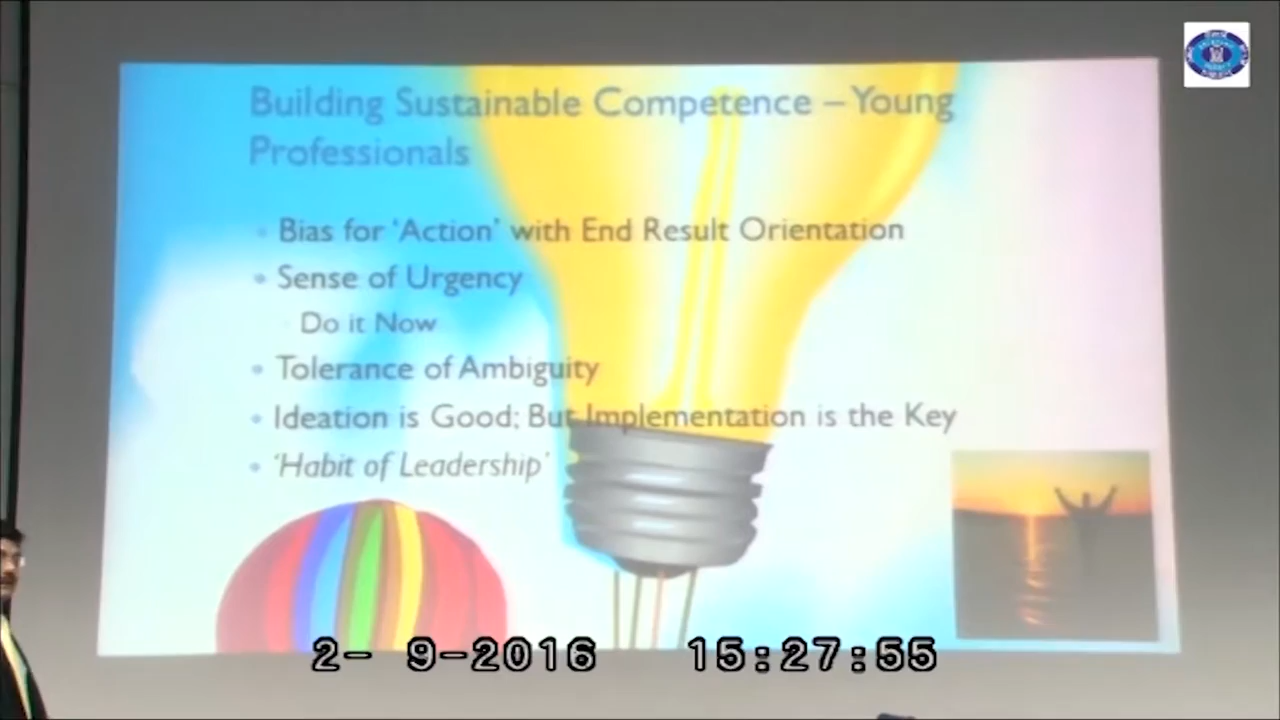 Building Sustainable Competence – Young
Professionals
• Bias for ‘Action’ with End Result Orientation
• Sense of Urgency
Do it Now
• Tolerance of Ambiguity
• Ideation is Good; But Implementation is the Key
• ‘Habit of Leadership’
2- 9-2016 15:27:55